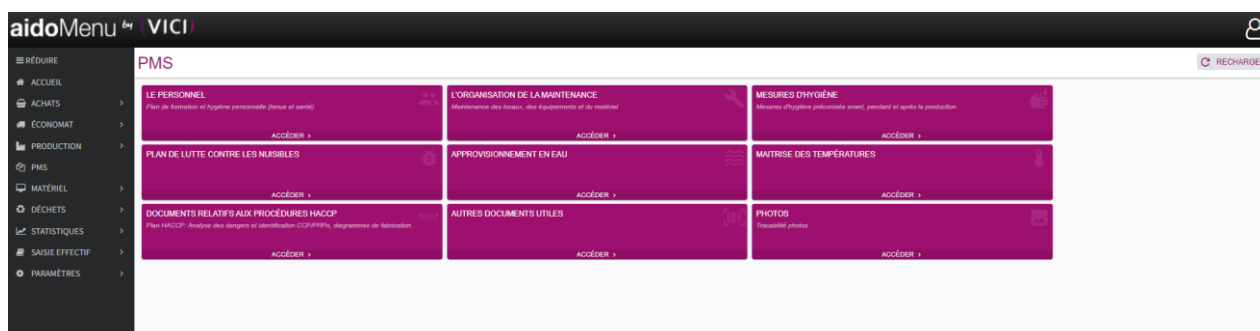 aidoMenu by (VICI)
RÉDUIRE
ACCUEIL
ACHATS
ÉCONOMAT
PRODUCTION
PMS
MATÉRIEL
DÉCHETS
STATISTIQUES
SAISIE EFFECTIF
PARAMÈTRES
PMS
RECHARGE
LE PERSONNEL
Plan de formation et hygiène personnelle (tenue et santé)
ACCÉDER ›
L'ORGANISATION DE LA MAINTENANCE
Maintenance des locaux, des équipements et du matériel
ACCÉDER ›
MESURES D'HYGIÈNE
Mesures d'hygiène préconisée avant, pendant et après la production
ACCÉDER ›
PLAN DE LUTTE CONTRE LES NUISIBLES
ACCÉDER ›
APPROVISIONNEMENT EN EAU
ACCÉDER ›
MAITRISE DES TEMPÉRATURES
ACCÉDER ›
DOCUMENTS RELATIFS AUX PROCÉDURES HACCP
Plan HACCP: Analyse des dangers et identification CCP/PRPo, diagrammes de fabrication
ACCÉDER ›
AUTRES DOCUMENTS UTILES
ACCÉDER ›
PHOTOS
Tracabilité photos
ACCÉDER ›